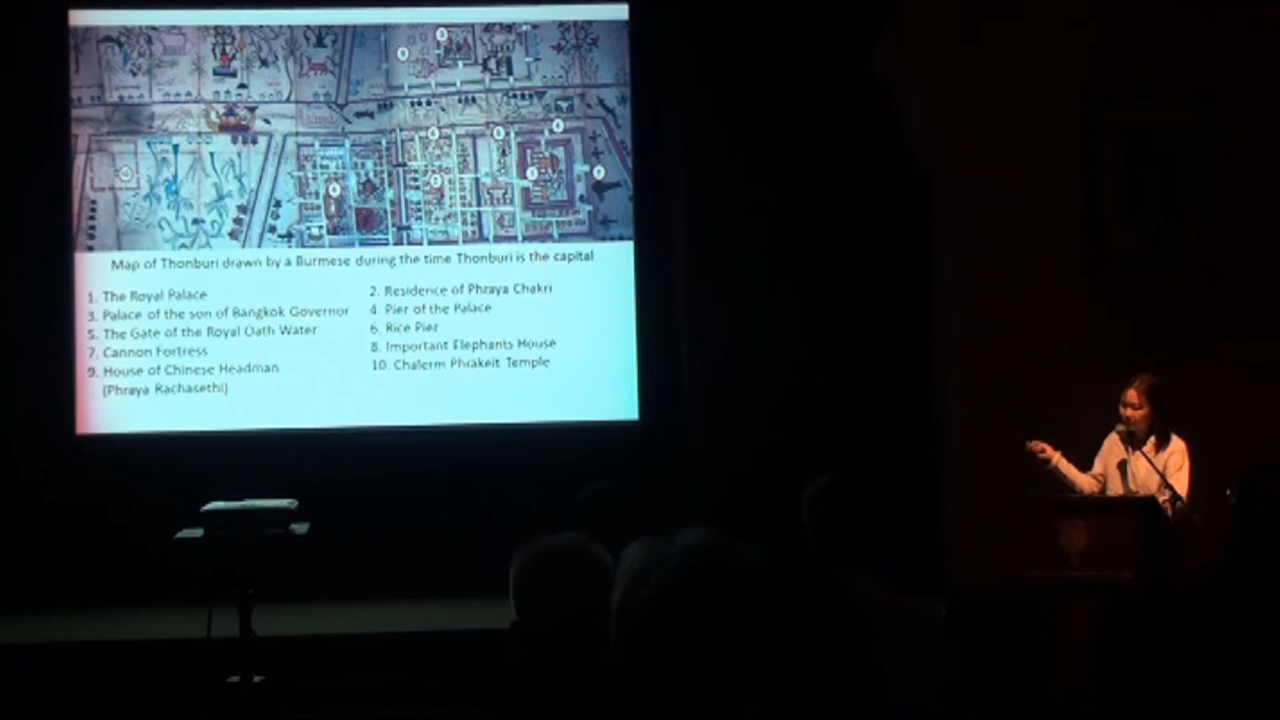 Map of Thonburi drawn by a Burmese during the time Thonburi is the capital
1. The Royal Palace
2. Residence of Phraya Chakri
3. Palace of the son of Bangkok Governor
4. Pier of the Palace
5. The Gate of the Royal Oath Water
6. Rice Pier
7. Cannon Fortress
8. Important Elephants House
9. House of Chinese Headman
(Phraya Rachasethi)
10. Chalerm Phrakeit Temple